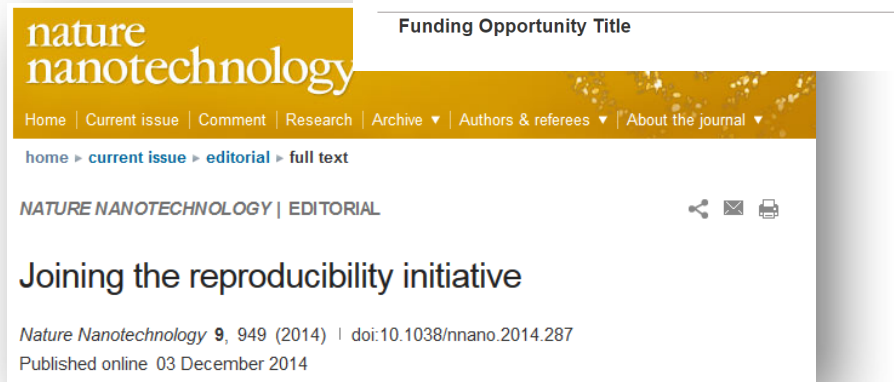 nature
nanotechnology
Funding Opportunity Title
Home | Current issue | Comment | Research | Archive ▼ | Authors & referees ▼ | About the journal ▼
home ▸ current issue ▸ editorial ▸ full text
NATURE NANOTECHNOLOGY | EDITORIAL
Joining the reproducibility initiative
Nature Nanotechnology 9, 949 (2014) | doi:10.1038/nnano.2014.287
Published online 03 December 2014